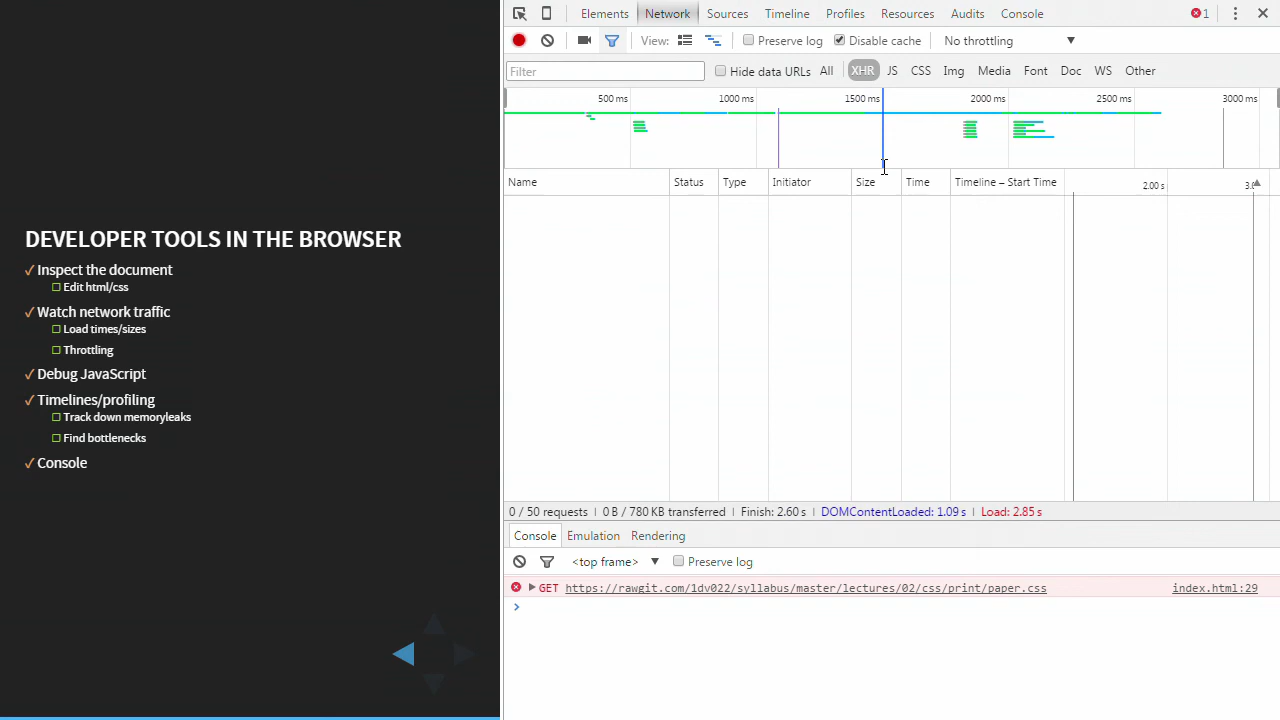 DEVELOPER TOOLS IN THE BROWSER
Inspect the document
Edit html/css
Watch network traffic
Load times/sizes
Throttling
Debug JavaScript
Timelines/profiling
Track down memoryleaks
Find bottlenecks
Console
Elements Network Sources Timeline Profiles Resources Audits Console 1
View: Preserve log Disable cache No throttling
Filter Hide data URLs All XHR JS CSS Img Media Font Doc WS Other
500 ms 1000 ms 1500 ms 2000 ms 2500 ms 3000 ms
Name Status Type Initiator Size Time Timeline – Start Time 2.00 s
0 / 50 requests | 0 B / 780 KB transferred | Finish: 2.60 s | DOMContentLoaded: 1.09 s | Load: 2.85 s
Console Emulation Rendering
<top frame> Preserve log
GET https://rawgit.com/1dv022/syllabus/master/lectures/02/css/print/paper.css index.html:29